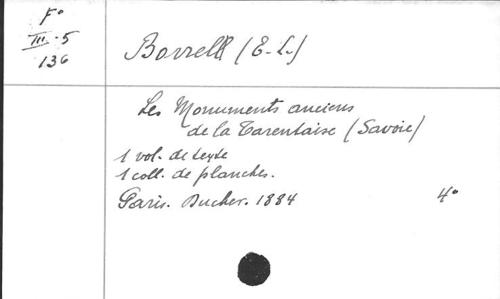 F°
III.-5
136
Borrell (E.-L.)
Les Monuments anciens
de la Tarentaise (Savoie)
1 vol. de texte
1 coll. de planches.
Paris. Ducher. 1884 4°